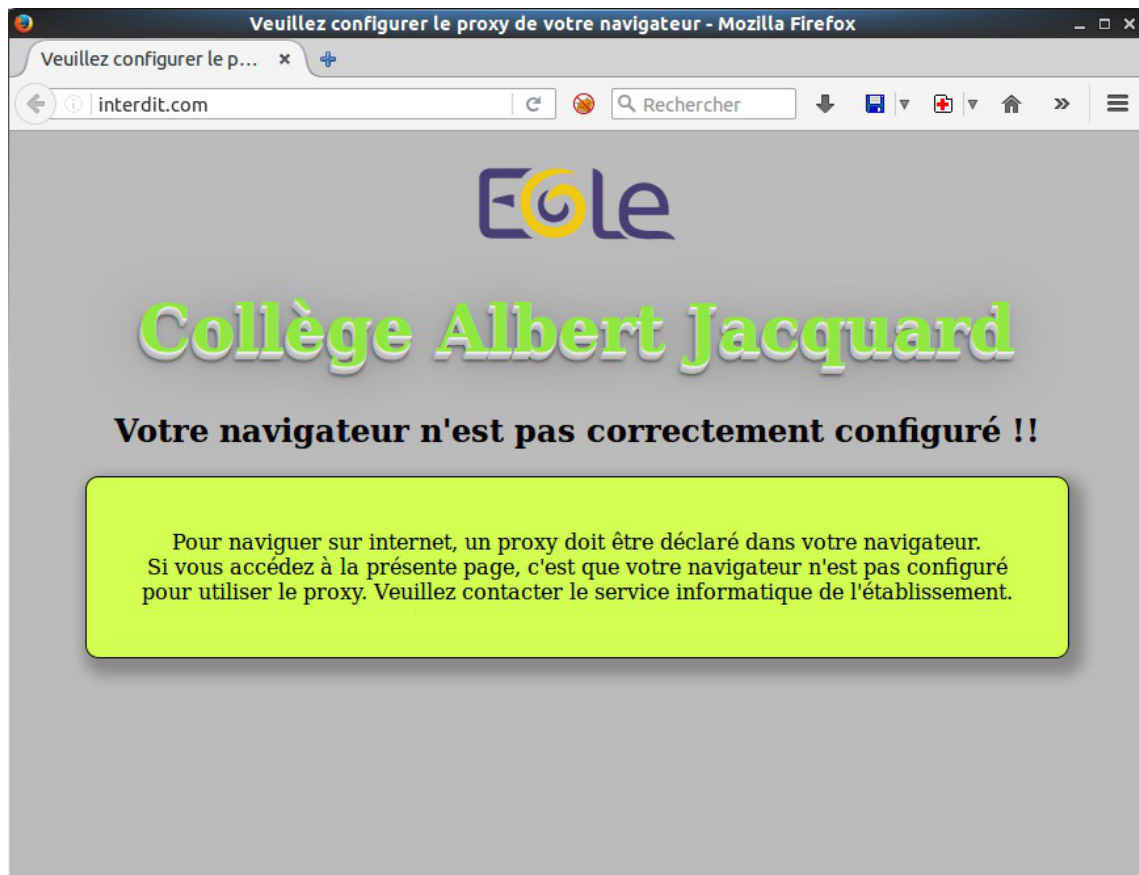 Veuillez configurer le proxy de votre navigateur - Mozilla Firefox
Veuillez configurer le p...
interdit.com
Rechercher
Eole
Collège Albert Jacquard
Votre navigateur n'est pas correctement configuré !!
Pour naviguer sur internet, un proxy doit être déclaré dans votre navigateur.
Si vous accédez à la présente page, c'est que votre navigateur n'est pas configuré
pour utiliser le proxy. Veuillez contacter le service informatique de l'établissement.